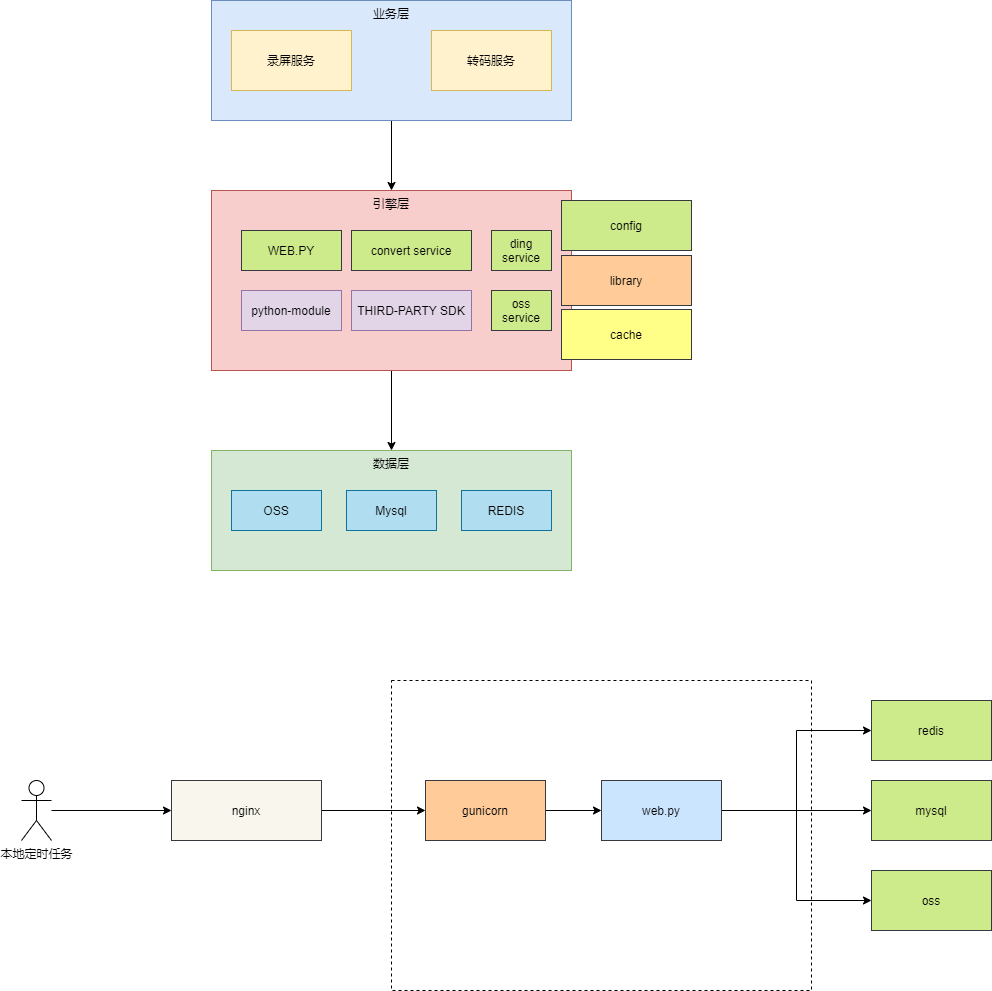 业务层
录屏服务
转码服务
引擎层
WEB.PY
convert service
ding
service
python-module
THIRD-PARTY SDK
oss
service
config
library
cache
数据层
OSS
Mysql
REDIS
本地定时任务
nginx
gunicorn
web.py
redis
mysql
oss